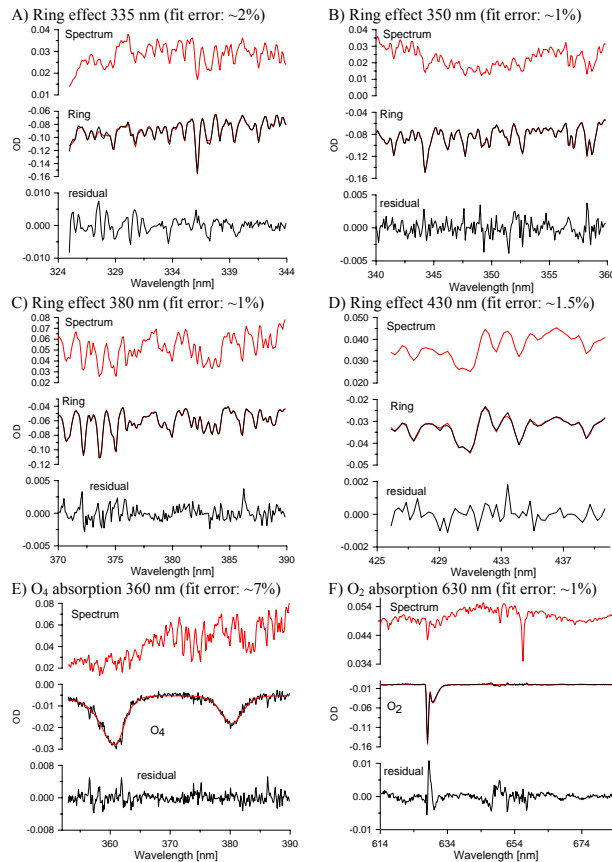 A) Ring effect 335 nm (fit error: ~2%)
Spectrum
0.04
0.03
0.02
0.01
0.00
Ring
-0.06
-0.08
-0.10
-0.12
-0.14
-0.16
OD
residual
0.010
0.000
-0.010
324 329 334 339 344
Wavelength [nm]
B) Ring effect 350 nm (fit error: ~1%)
Spectrum
0.04
0.03
0.02
0.01
0.00
Ring
-0.04
-0.08
-0.12
-0.16
OD
residual
0.005
0.000
-0.005
340 345 350 355 360
Wavelength [nm]
C) Ring effect 380 nm (fit error: ~1%)
Spectrum
0.08
0.07
0.06
0.05
0.04
0.03
0.02
Ring
-0.04
-0.06
-0.08
-0.10
-0.12
OD
residual
0.005
0.000
-0.005
370 375 380 385 390
Wavelength [nm]
D) Ring effect 430 nm (fit error: ~1.5%)
Spectrum
0.050
0.040
0.030
0.020
Ring
-0.02
-0.03
-0.04
-0.05
OD
residual
0.002
0.000
-0.002
425 429 433 437
Wavelength [nm]
E) O4 absorption 360 nm (fit error: ~7%)
Spectrum
0.08
0.06
0.04
0.02
0.00
0.00
-0.01
-0.02
-0.03
OD
O4
residual
0.008
0.004
0.000
-0.004
-0.008
360 370 380 390
Wavelength [nm]
F) O2 absorption 630 nm (fit error: ~1%)
Spectrum
0.054
0.044
0.034
-0.01
-0.06
-0.11
-0.16
OD
O2
residual
0.01
0.00
-0.01
614 634 654 674
Wavelength [nm]